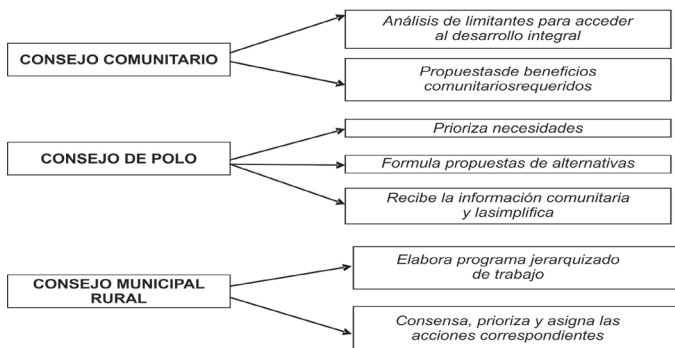 CONSEJO COMUNITARIO
Análisis de limitantes para acceder
al desarrollo integral
Propuestasde beneficios
comunitariosrequeridos
CONSEJO DE POLO
Prioriza necesidades
Formula propuestas de alternativas
Recibe la información comunitaria
y lasimplifica
CONSEJO MUNICIPAL
RURAL
Elabora programa jerarquizado
de trabajo
Consensa, prioriza y asigna las
acciones correspondientes